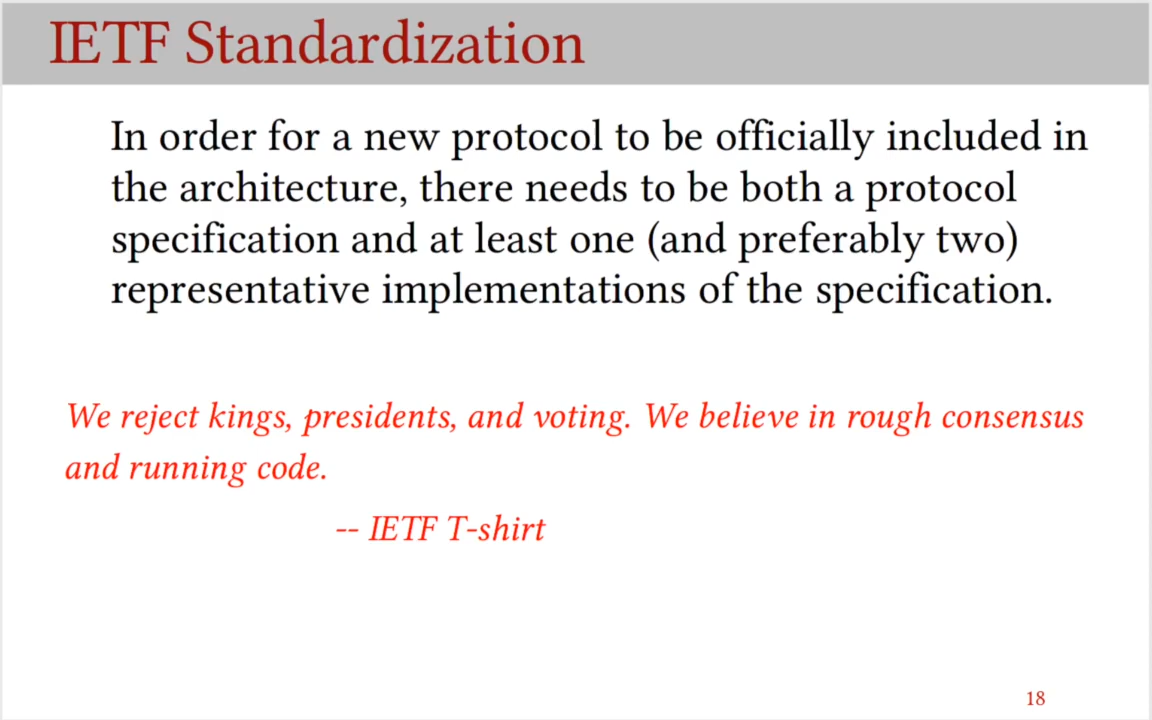 IETF Standardization
In order for a new protocol to be officially included in
the architecture, there needs to be both a protocol
specification and at least one (and preferably two)
representative implementations of the specification.
We reject kings, presidents, and voting. We believe in rough consensus
and running code.
-- IETF T-shirt
18